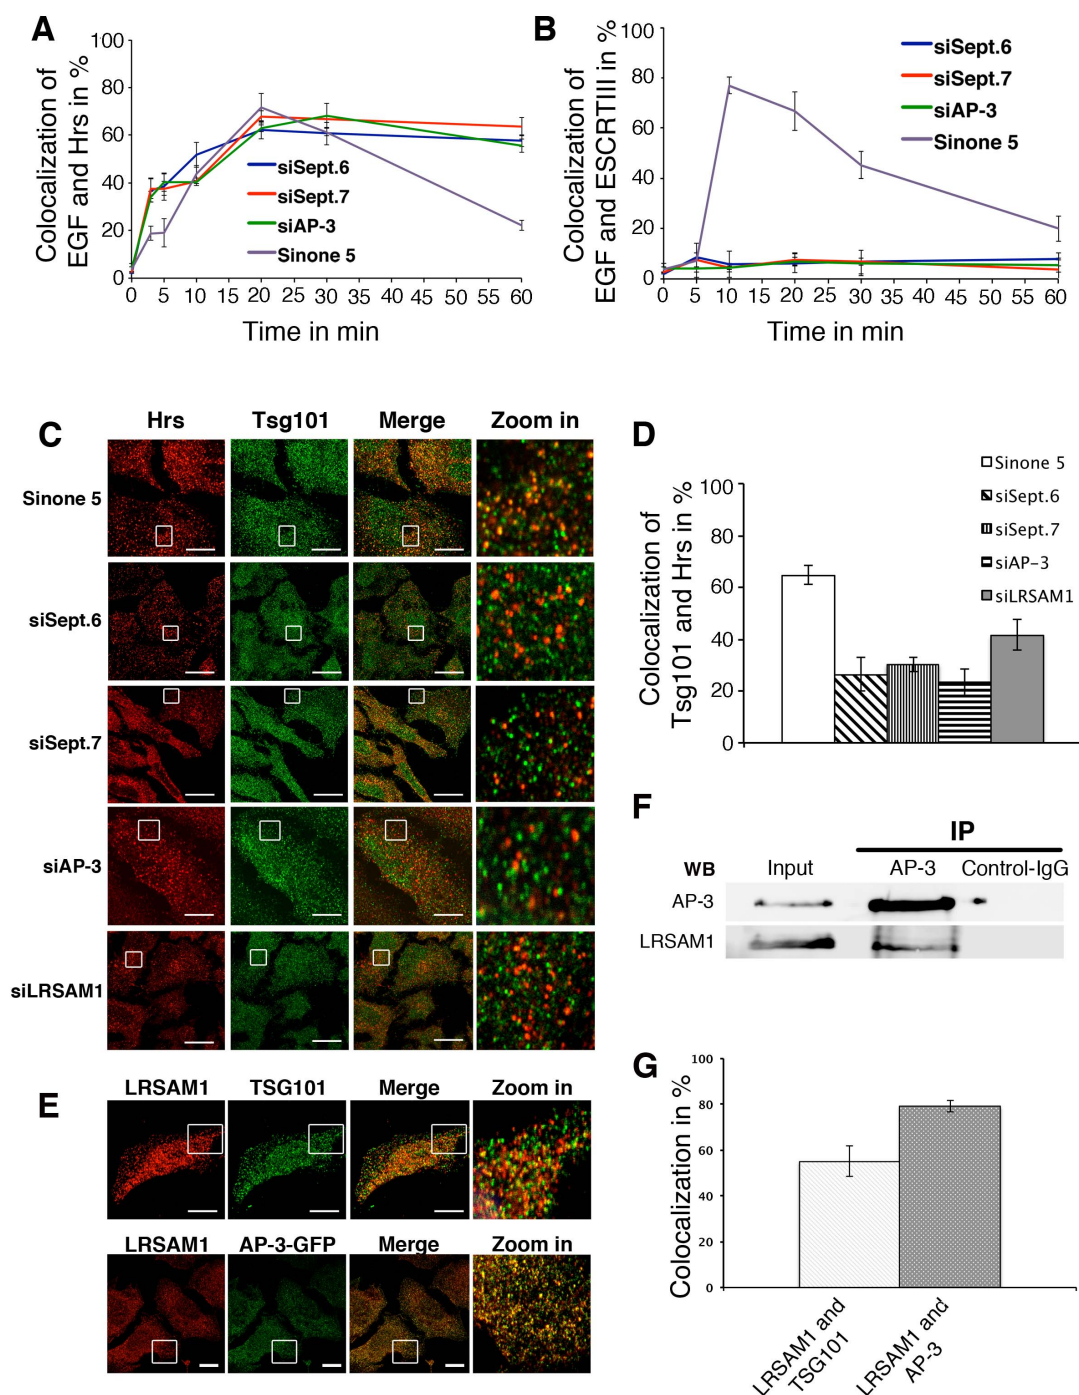 A
Colocalization of
EGF and Hrs in %
100
80
60
40
20
0
0 5 10 15 20 25 30 35 40 45 50 55 60
Time in min
siSept.6
siSept.7
siAP-3
Sinone 5
B
Colocalization of
EGF and ESCRTIII in %
100
80
60
40
20
0
0 5 10 15 20 25 30 35 40 45 50 55 60
Time in min
siSept.6
siSept.7
siAP-3
Sinone 5
C
Hrs Tsg101 Merge Zoom in
Sinone 5
siSept.6
siSept.7
siAP-3
siLRSAM1
D
Colocalization of
Tsg101 and Hrs in %
100
80
60
40
20
0
Sinone 5
siSept.6
siSept.7
siAP-3
siLRSAM1
E
LRSAM1 TSG101 Merge Zoom in
LRSAM1 AP-3-GFP Merge Zoom in
F
IP
WB Input AP-3 Control-IgG
AP-3
LRSAM1
G
Colocalization in %
100
80
60
40
20
0
LRSAM1 and
TSG101
LRSAM1 and
AP-3